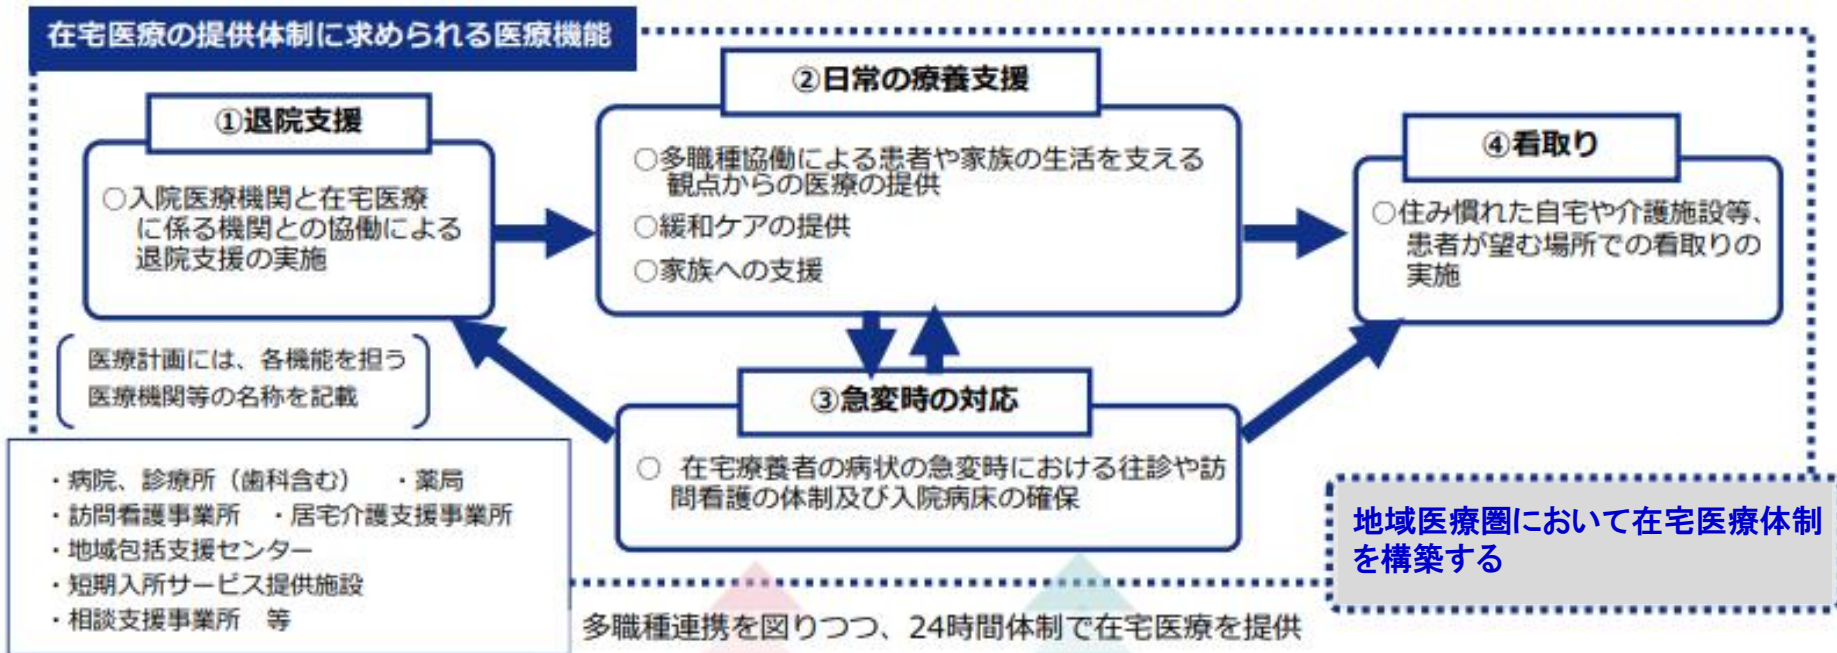 在宅医療の提供体制に求められる医療機能
①退院支援
○入院医療機関と在宅医療
に係る機関との協働による
退院支援の実施
②日常の療養支援
○多職種協働による患者や家族の生活を支える
観点からの医療の提供
○緩和ケアの提供
○家族への支援
④看取り
○住み慣れた自宅や介護施設等、
患者が望む場所での看取りの
実施
③急変時の対応
○ 在宅療養者の病状の急変時における往診や訪
問看護の体制及び入院病床の確保
医療計画には、各機能を担う
医療機関等の名称を記載
・病院、診療所（歯科含む） ・薬局
・訪問看護事業所 ・居宅介護支援事業所
・地域包括支援センター
・短期入所サービス提供施設
・相談支援事業所 等
地域医療圏において在宅医療体制
を構築する
多職種連携を図りつつ、24時間体制で在宅医療を提供